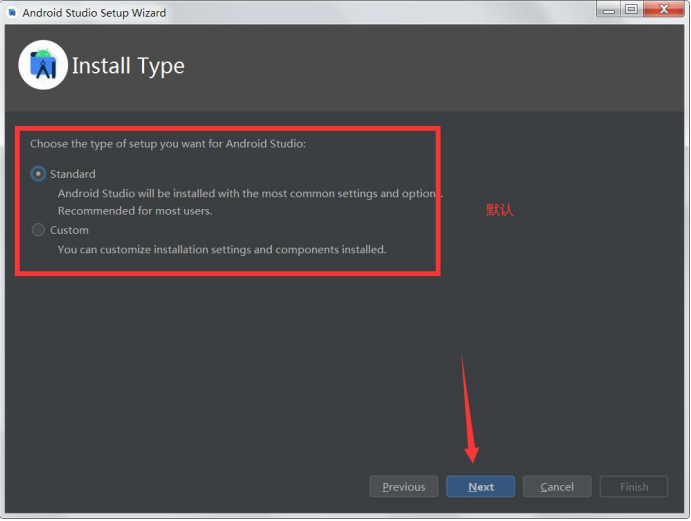 Android Studio Setup Wizard
Install Type
Choose the type of setup you want for Android Studio:
Standard
Android Studio will be installed with the most common settings and options.
Recommended for most users.
默认
Custom
You can customize installation settings and components installed.
Previous
Next
Cancel
Finish